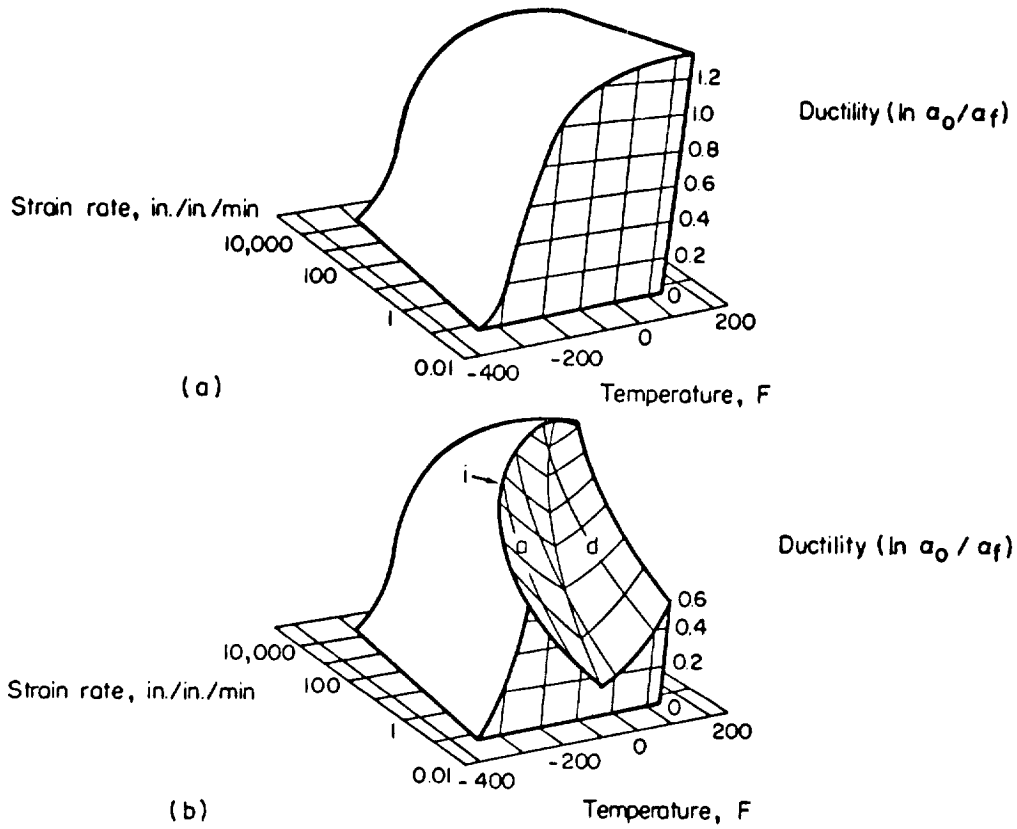 1.2
Ductility (ln a₀/a_f)
1.0
0.8
Strain rate, in./in./min
0.6
0.4
10,000
0.2
100
0
1
200
0
-200
0.01
-400
(a)
Temperature, F
i
a
d
Ductility (ln a₀ / a_f)
0.6
0.4
10,000
0.2
Strain rate, in./in./min
100
0
1
200
0
-200
0.01
-400
(b)
Temperature, F